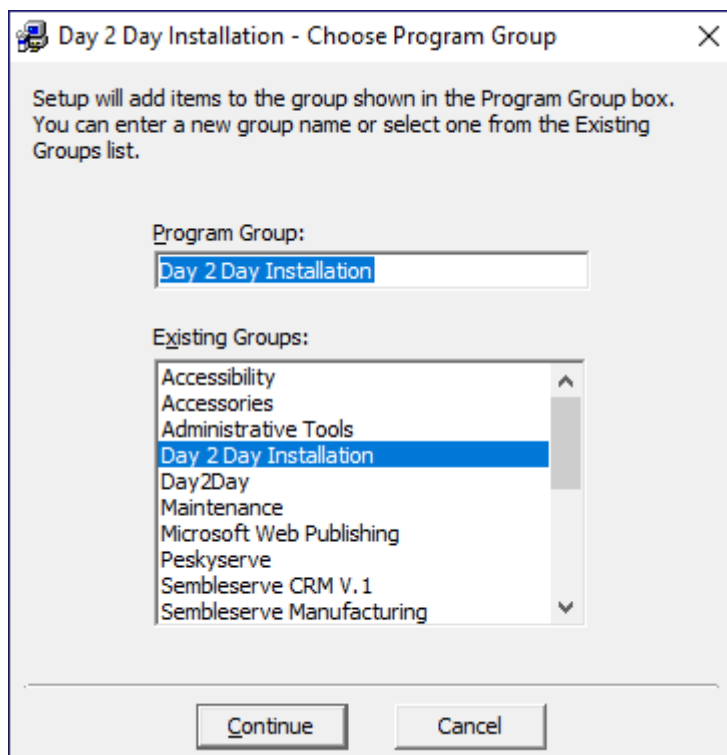 Day 2 Day Installation - Choose Program Group
Setup will add items to the group shown in the Program Group box.
You can enter a new group name or select one from the Existing
Groups list.
Program Group:
Day 2 Day Installation
Existing Groups:
Accessibility
Accessories
Administrative Tools
Day 2 Day Installation
Day2Day
Maintenance
Microsoft Web Publishing
Peskyserve
Sembleserve CRM V.1
Sembleserve Manufacturing
Continue
Cancel